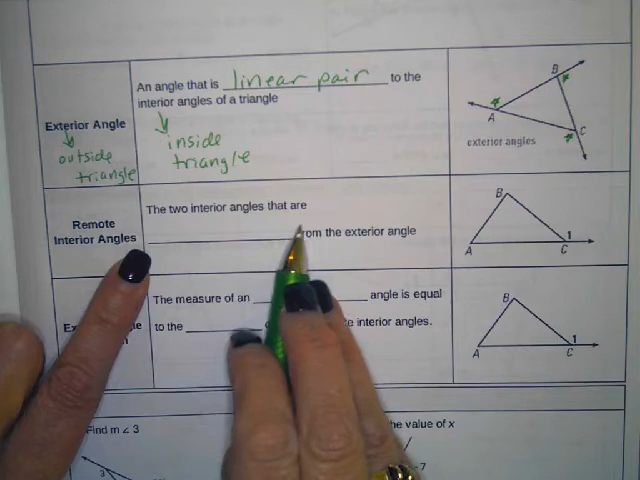 An angle that is linear pair to the
interior angles of a triangle
Exterior Angle
outside
triangle
inside
triangle
B
A
C
exterior angles
Remote
Interior Angles
The two interior angles that are
from the exterior angle
B
A
C
1
The measure of an angle is equal
to the interior angles.
B
A
C
1
Find m ∠ 3
3
the value of x
-7